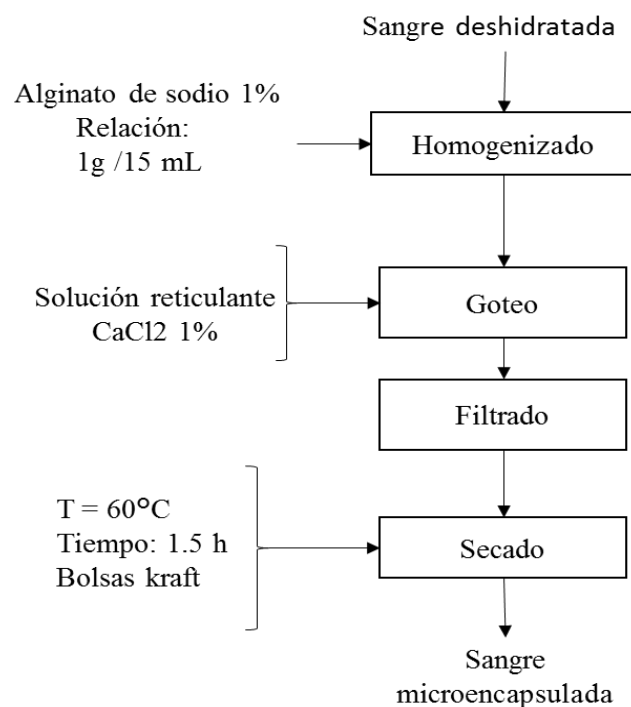 Sangre deshidratada
Alginato de sodio 1%
Relación:
1g /15 mL
Homogenizado
Solución reticulante
CaCl2 1%
Goteo
Filtrado
T = 60°C
Tiempo: 1.5 h
Bolsas kraft
Secado
Sangre
microencapsulada